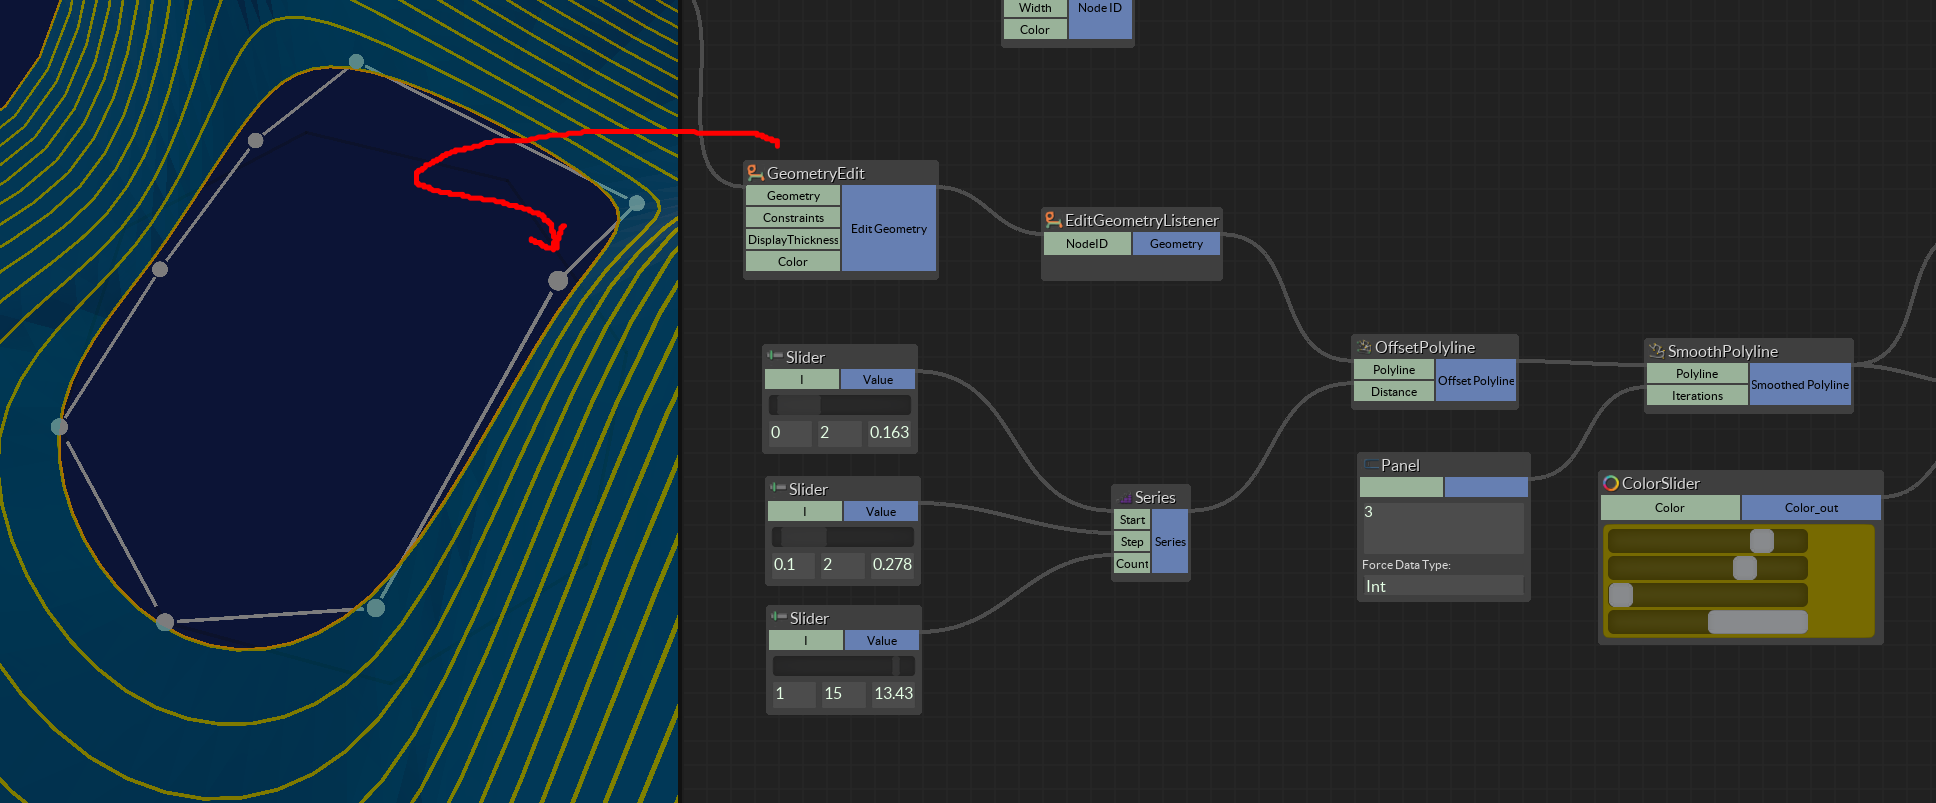 Width
Node ID
Color
GeometryEdit
Geometry
Constraints
DisplayThickness
Color
Edit Geometry
EditGeometryListener
NodeID
Geometry
Slider
I
Value
0
2
0.163
Slider
I
Value
0.1
2
0.278
Slider
I
Value
1
15
13.43
Series
Start
Step
Count
Series
OffsetPolyline
Polyline
Distance
Offset Polyline
Panel
3
Force Data Type:
Int
SmoothPolyline
Polyline
Iterations
Smoothed Polyline
ColorSlider
Color
Color_out